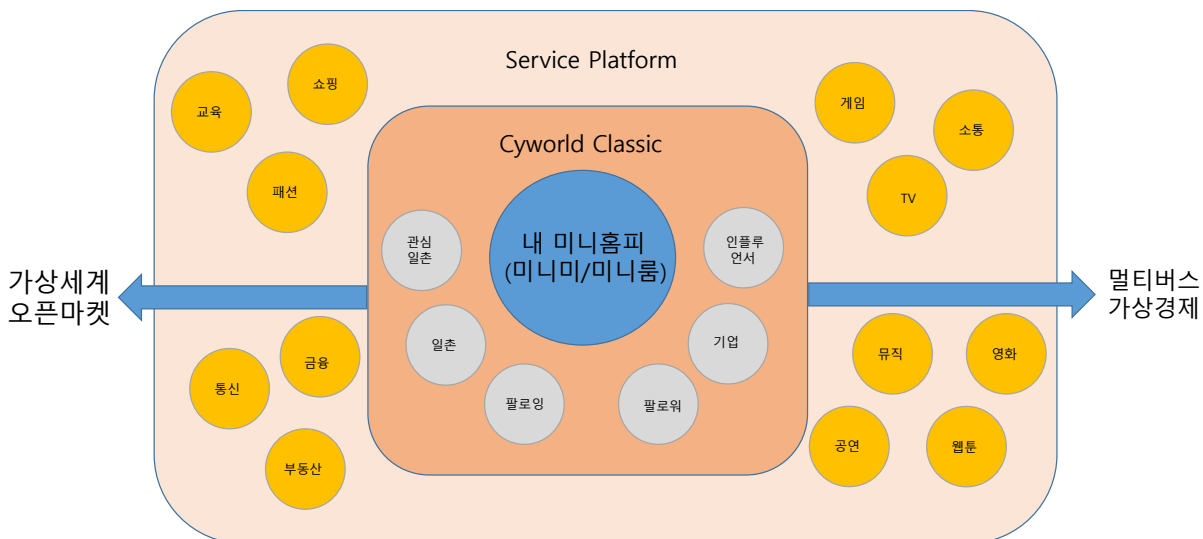 Service Platform
쇼핑
교육
패션
게임
소통
TV
Cyworld Classic
내 미니홈피
(미니미/미니룸)
관심
일촌
인플루
언서
일촌
기업
팔로잉
팔로워
가상세계
오픈마켓
멀티버스
가상경제
금융
통신
부동산
뮤직
영화
공연
웹툰